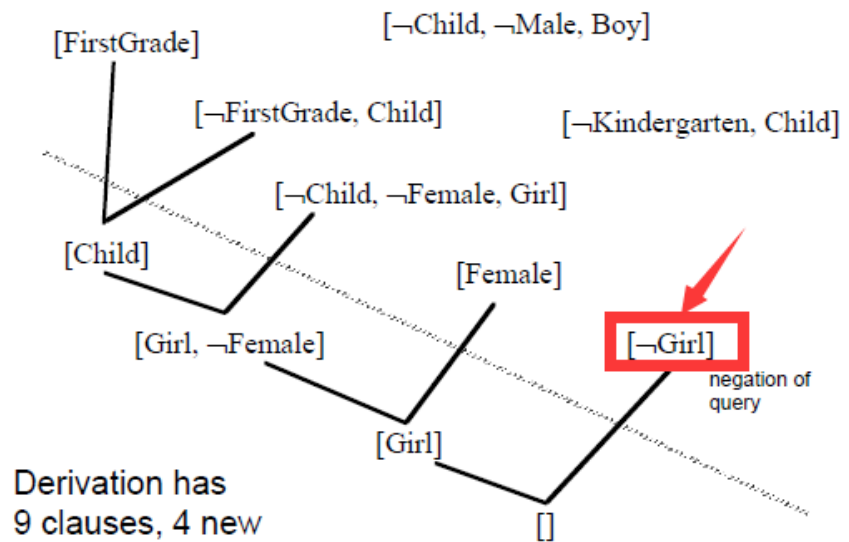 [¬Child, ¬Male, Boy]
[FirstGrade]
[¬FirstGrade, Child]
[¬Kindergarten, Child]
[¬Child, ¬Female, Girl]
[Child]
[Female]
[Girl, ¬Female]
[¬Girl]
negation of
query
[Girl]
Derivation has
9 clauses, 4 new
[]